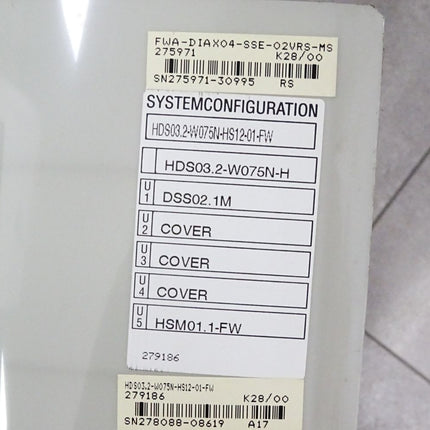 FWA-DIAX04-SSE-02VRS-MS
275971 K28/00
SN275971-30995 RS
SYSTEMCONFIGURATION
HDS03.2-W075N-HS12-01-FW
HDS03.2-W075N-H
U1 DSS02.1M
U2 COVER
U3 COVER
U4 COVER
U5 HSM01.1-FW
279186
HDS03.2-W075N-HS12-01-FW
279186 K28/00
SN278088-08619 A17